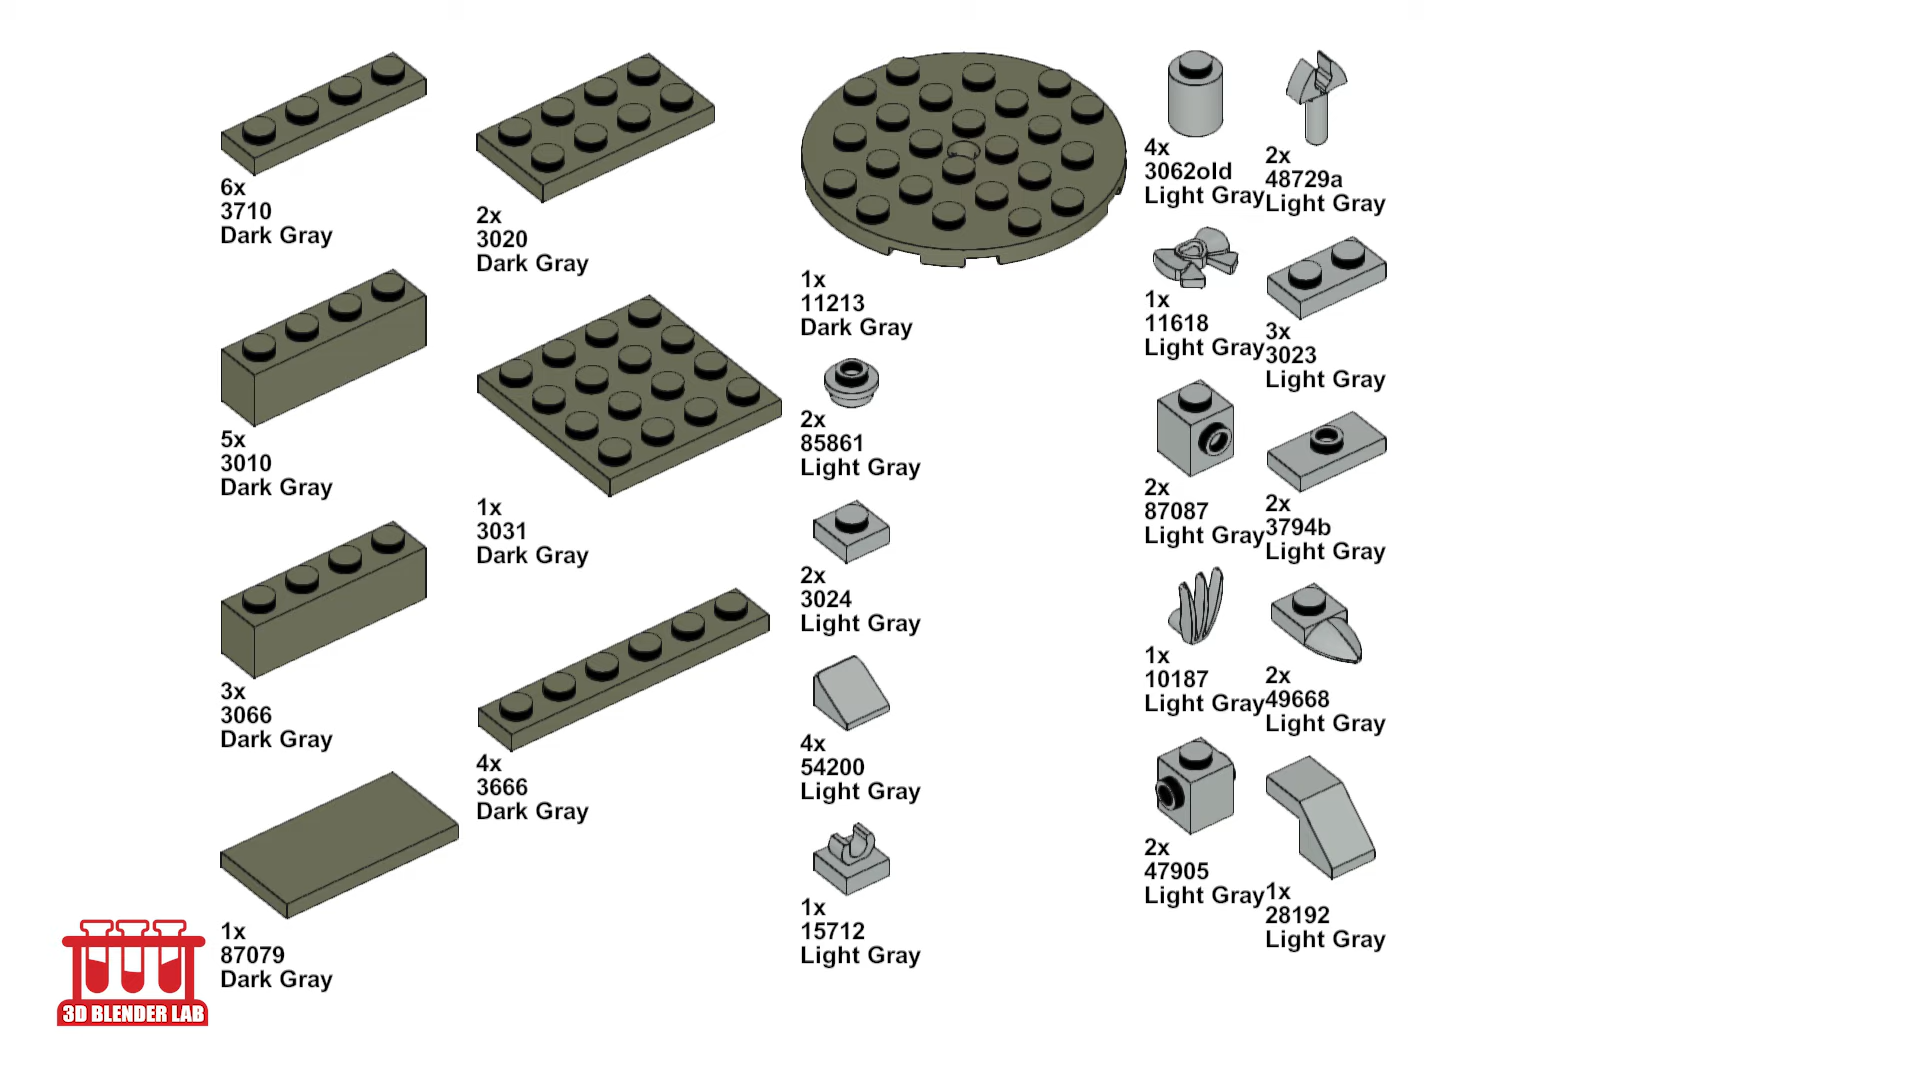 6x
3710
Dark Gray
5x
3010
Dark Gray
3x
3066
Dark Gray
1x
87079
Dark Gray
2x
3020
Dark Gray
1x
3031
Dark Gray
4x
3666
Dark Gray
1x
11213
Dark Gray
2x
85861
Light Gray
2x
3024
Light Gray
4x
54200
Light Gray
1x
15712
Light Gray
4x
3062old
Light Gray
1x
11618
Light Gray
2x
87087
Light Gray
1x
10187
Light Gray
2x
47905
Light Gray
2x
48729a
Light Gray
3x
3023
Light Gray
2x
3794b
Light Gray
2x
49668
Light Gray
1x
28192
Light Gray
3D BLENDER LAB